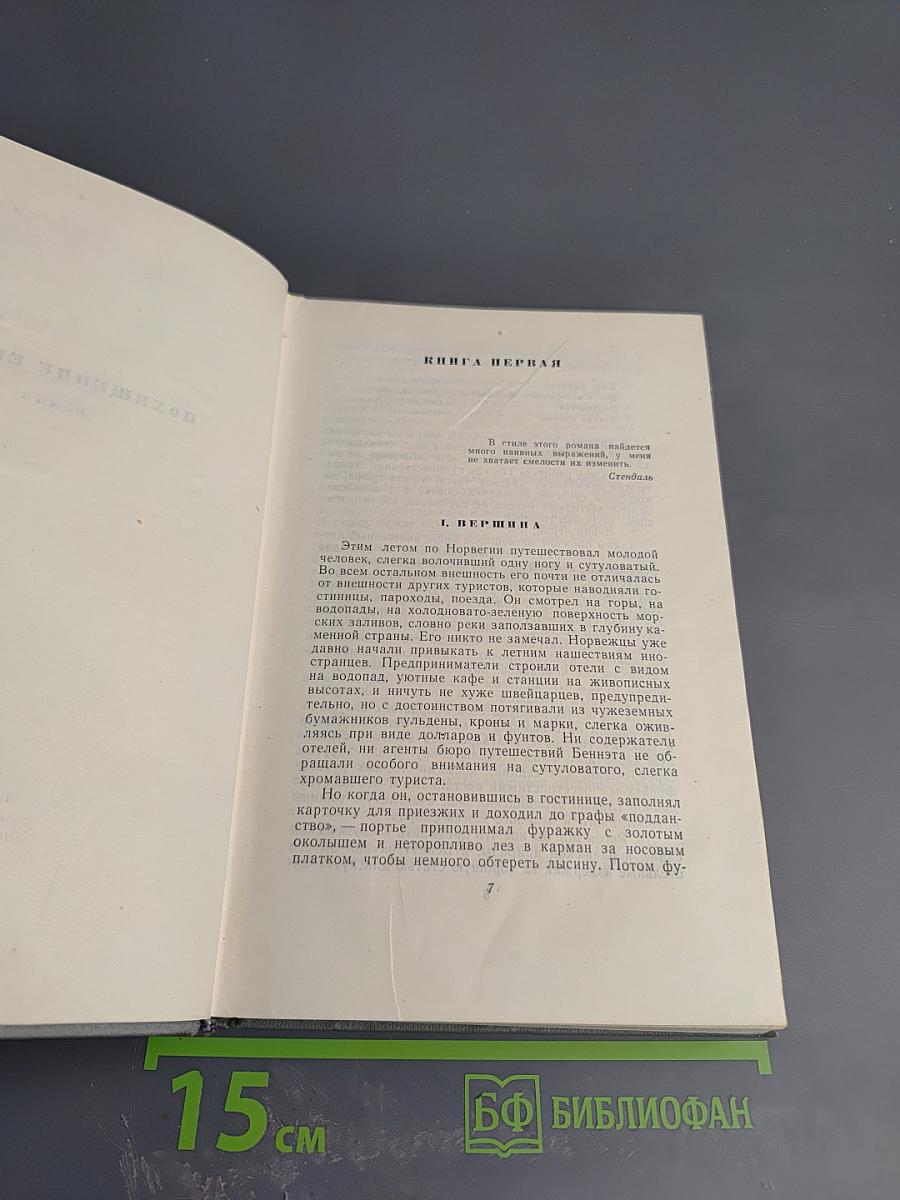 КНИГА ПЕРВАЯ
В стиле этого романа найдется
много наивных выражений, у меня
не хватает смелости их изменить.
Стендаль
I. ВЕРШИНА
Этим летом по Норвегии путешествовал молодой
человек, слегка волочивший одну ногу и сутуловатый.
Во всем остальном внешность его почти не отличалась
от внешности других туристов, которые наводняли го-
стиницы, пароходы, поезда. Он смотрел на горы, на
водопады, на холодновато-зеленую поверхность мор-
ских заливов, словно реки заползавших в глубину ка-
менной страны. Его никто не замечал. Норвежцы уже
давно начали привыкать к летним нашествиям ино-
странцев. Предприниматели строили отели с видом
на водопад, уютные кафе и станции на живописных
высотах, и ничуть не хуже швейцарцев, предупреди-
тельно, но с достоинством потягивали из чужеземных
бумажников гульдены, кроны и марки, слегка ожив-
ляясь при виде долларов и фунтов. Ни содержатели
отелей, ни агенты бюро путешествий Беннэта не об-
ращали особого внимания на сутуловатого, слегка
хромавшего туриста.
Но когда он, остановившись в гостинице, заполнял
карточку для приезжих и доходил до графы «поддан-
ство», — портье приподнимал фуражку с золотым
околышем и неторопливо лез в карман за носовым
платком, чтобы немного обтереть лысину. Потом фу-
7
15 см
БФ БИБЛИОФАН